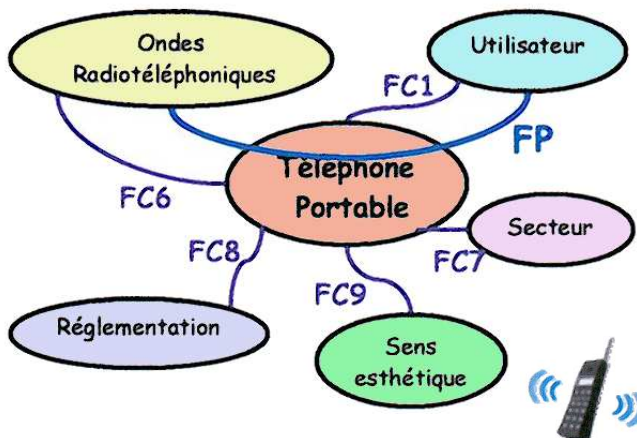 Ondes
Radiotéléphoniques
Utilisateur
FC1
FP
Téléphone
Portable
FC6
Secteur
FC8
FC7
FC9
Réglementation
Sens
esthétique